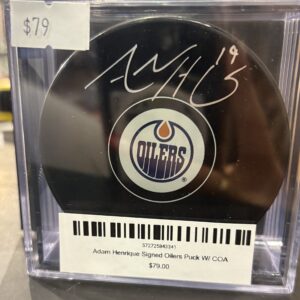 $79
19
OILERS
Adam Henrique Signed Oilers Puck W/ COA
$79.00